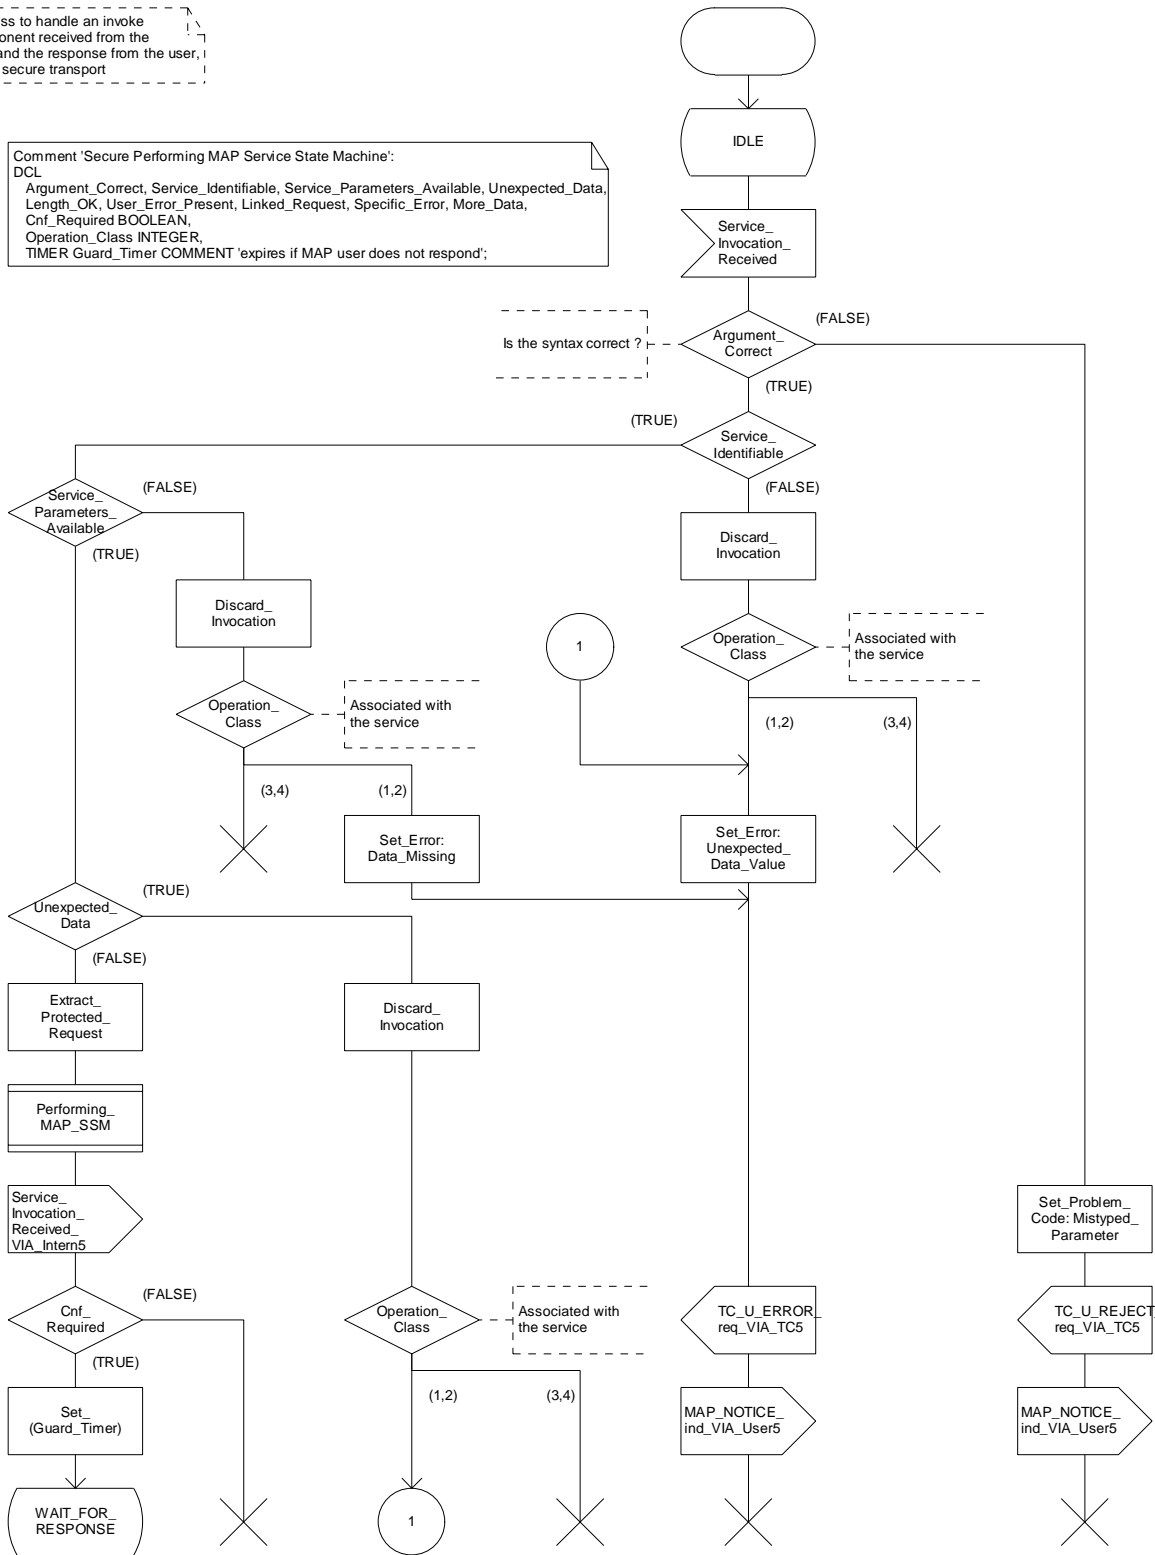 ss to handle an invoke
onent received from the
and the response from the user,
secure transport
IDLE
Comment 'Secure Performing MAP Service State Machine':
DCL
Argument_Correct, Service_Identifiable, Service_Parameters_Available, Unexpected_Data,
Length_OK, User_Error_Present, Linked_Request, Specific_Error, More_Data,
Cnf_Required BOOLEAN,
Operation_Class INTEGER,
TIMER Guard_Timer COMMENT 'expires if MAP user does not respond';
Service_
Invocation_
Received
(FALSE)
Is the syntax correct ?
Argument_
Correct
(TRUE)
(TRUE)
Service_
Identifiable
(FALSE)
(FALSE)
Service_
Parameters_
Available
(TRUE)
Discard_
Invocation
Discard_
Invocation
1
Operation_
Class
Associated with
the service
Operation_
Class
Associated with
the service
(1,2)
(3,4)
(3,4)
(1,2)
Set_Error:
Data_Missing
Set_Error:
Unexpected_
Data_Value
(TRUE)
Unexpected_
Data
(FALSE)
Extract_
Protected_
Request
Discard_
Invocation
Performing_
MAP_SSM
Service_
Invocation_
Received_
VIA_Intern5
Set_Problem_
Code: Mistyped_
Parameter
(FALSE)
Cnf_
Required
(TRUE)
Operation_
Class
Associated with
the service
TC_U_ERROR_
req_VIA_TC5
TC_U_REJECT
req_VIA_TC5
(1,2)
(3,4)
Set_
(Guard_Timer)
MAP_NOTICE_
ind_VIA_User5
MAP_NOTICE_
ind_VIA_User5
WAIT_FOR_
RESPONSE
1